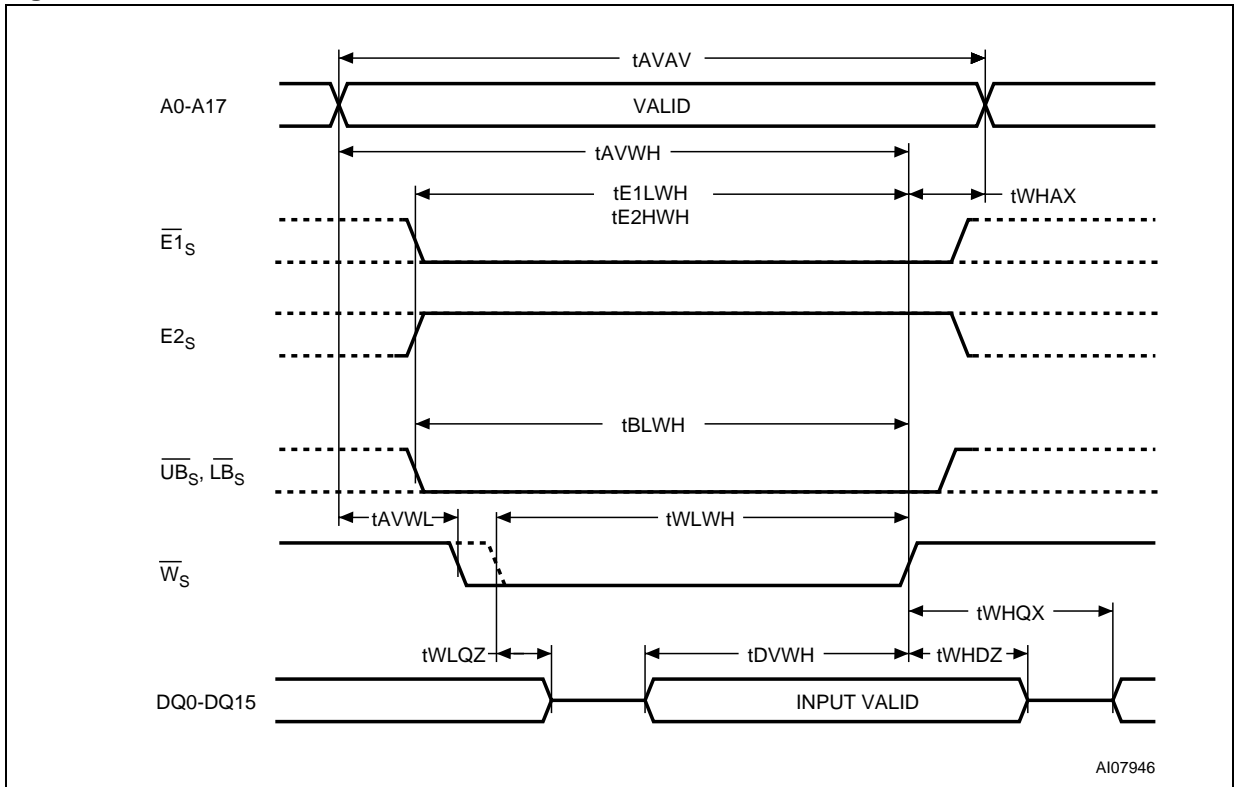 tAVAV
A0-A17 VALID
tAVWH
tE1LWH tWHAX
tE2HWH
E1S
E2S
tBLWH
UBS, LBS
tAVWL tWLWH
WS
tWHQX
tWLQZ tDVWH tWHDZ
DQ0-DQ15 INPUT VALID
AI07946